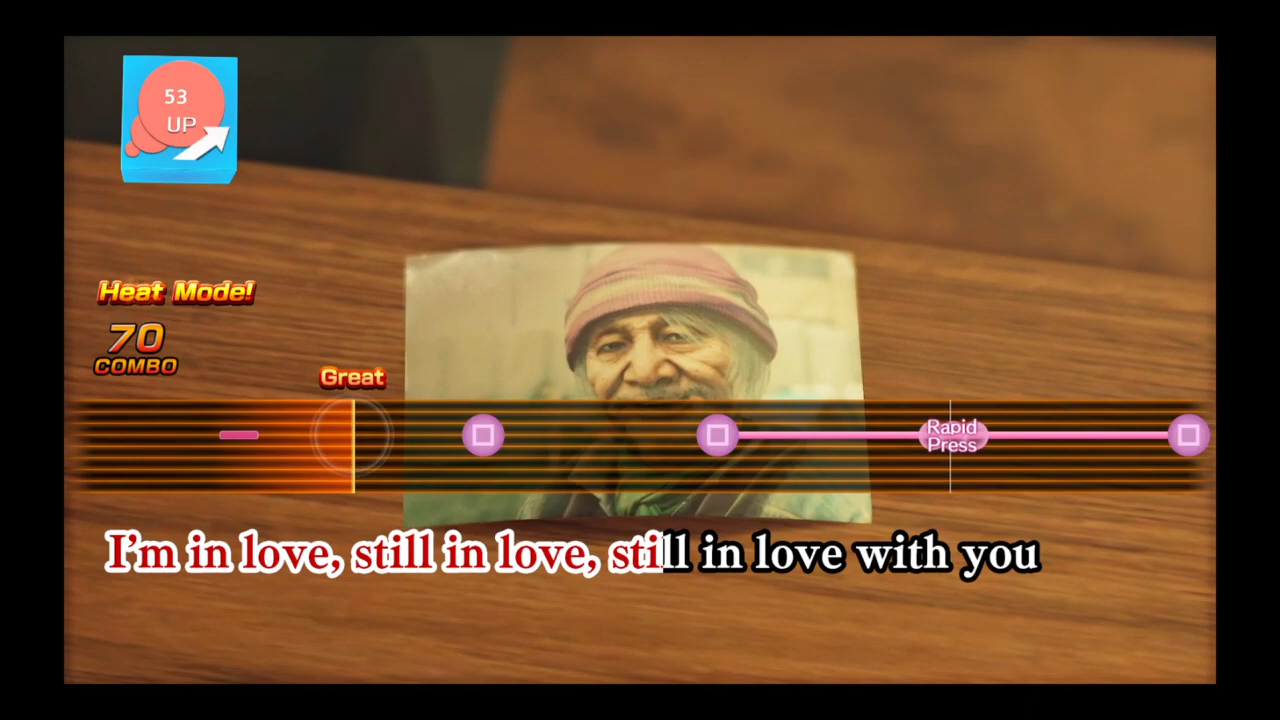 53
UP
Heat Mode!
70
COMBO
Great
Rapid
Press
I'm in love, still in love, still in love with you